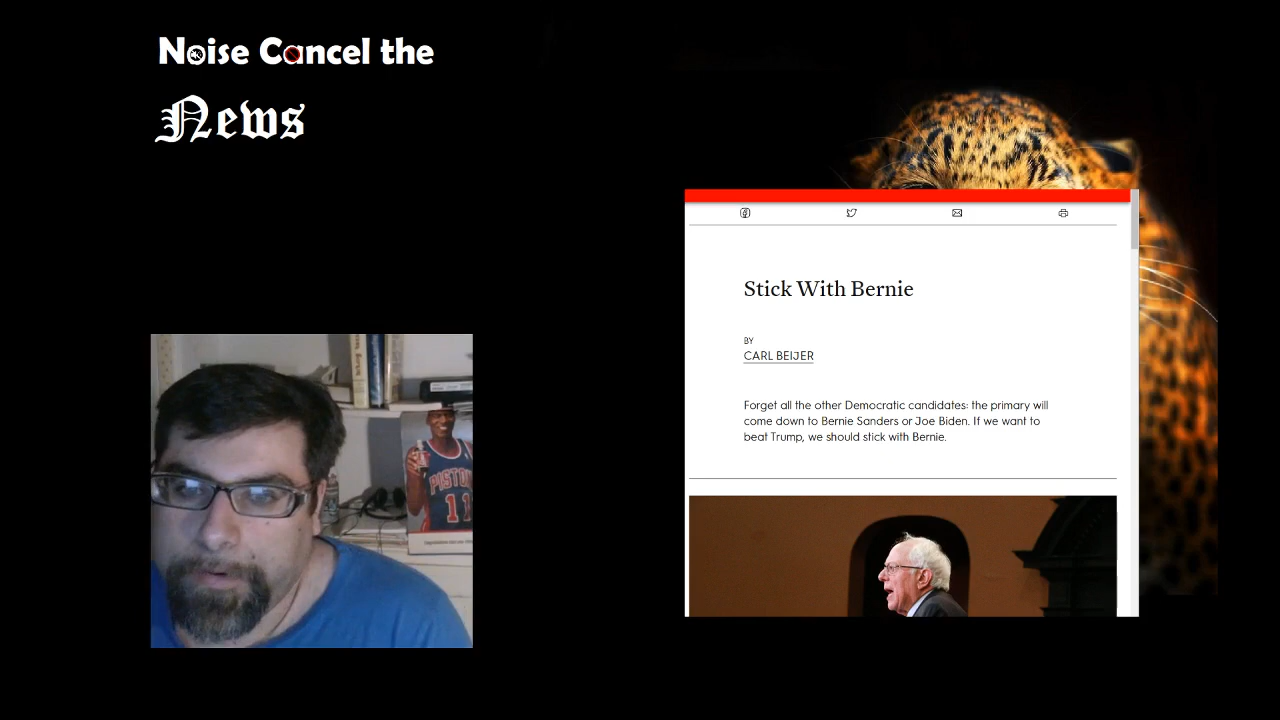 Noise Cancel the
News
Stick With Bernie
BY
CARL BEIJER
Forget all the other Democratic candidates: the primary will
come down to Bernie Sanders or Joe Biden. If we want to
beat Trump, we should stick with Bernie.
PISTON
11